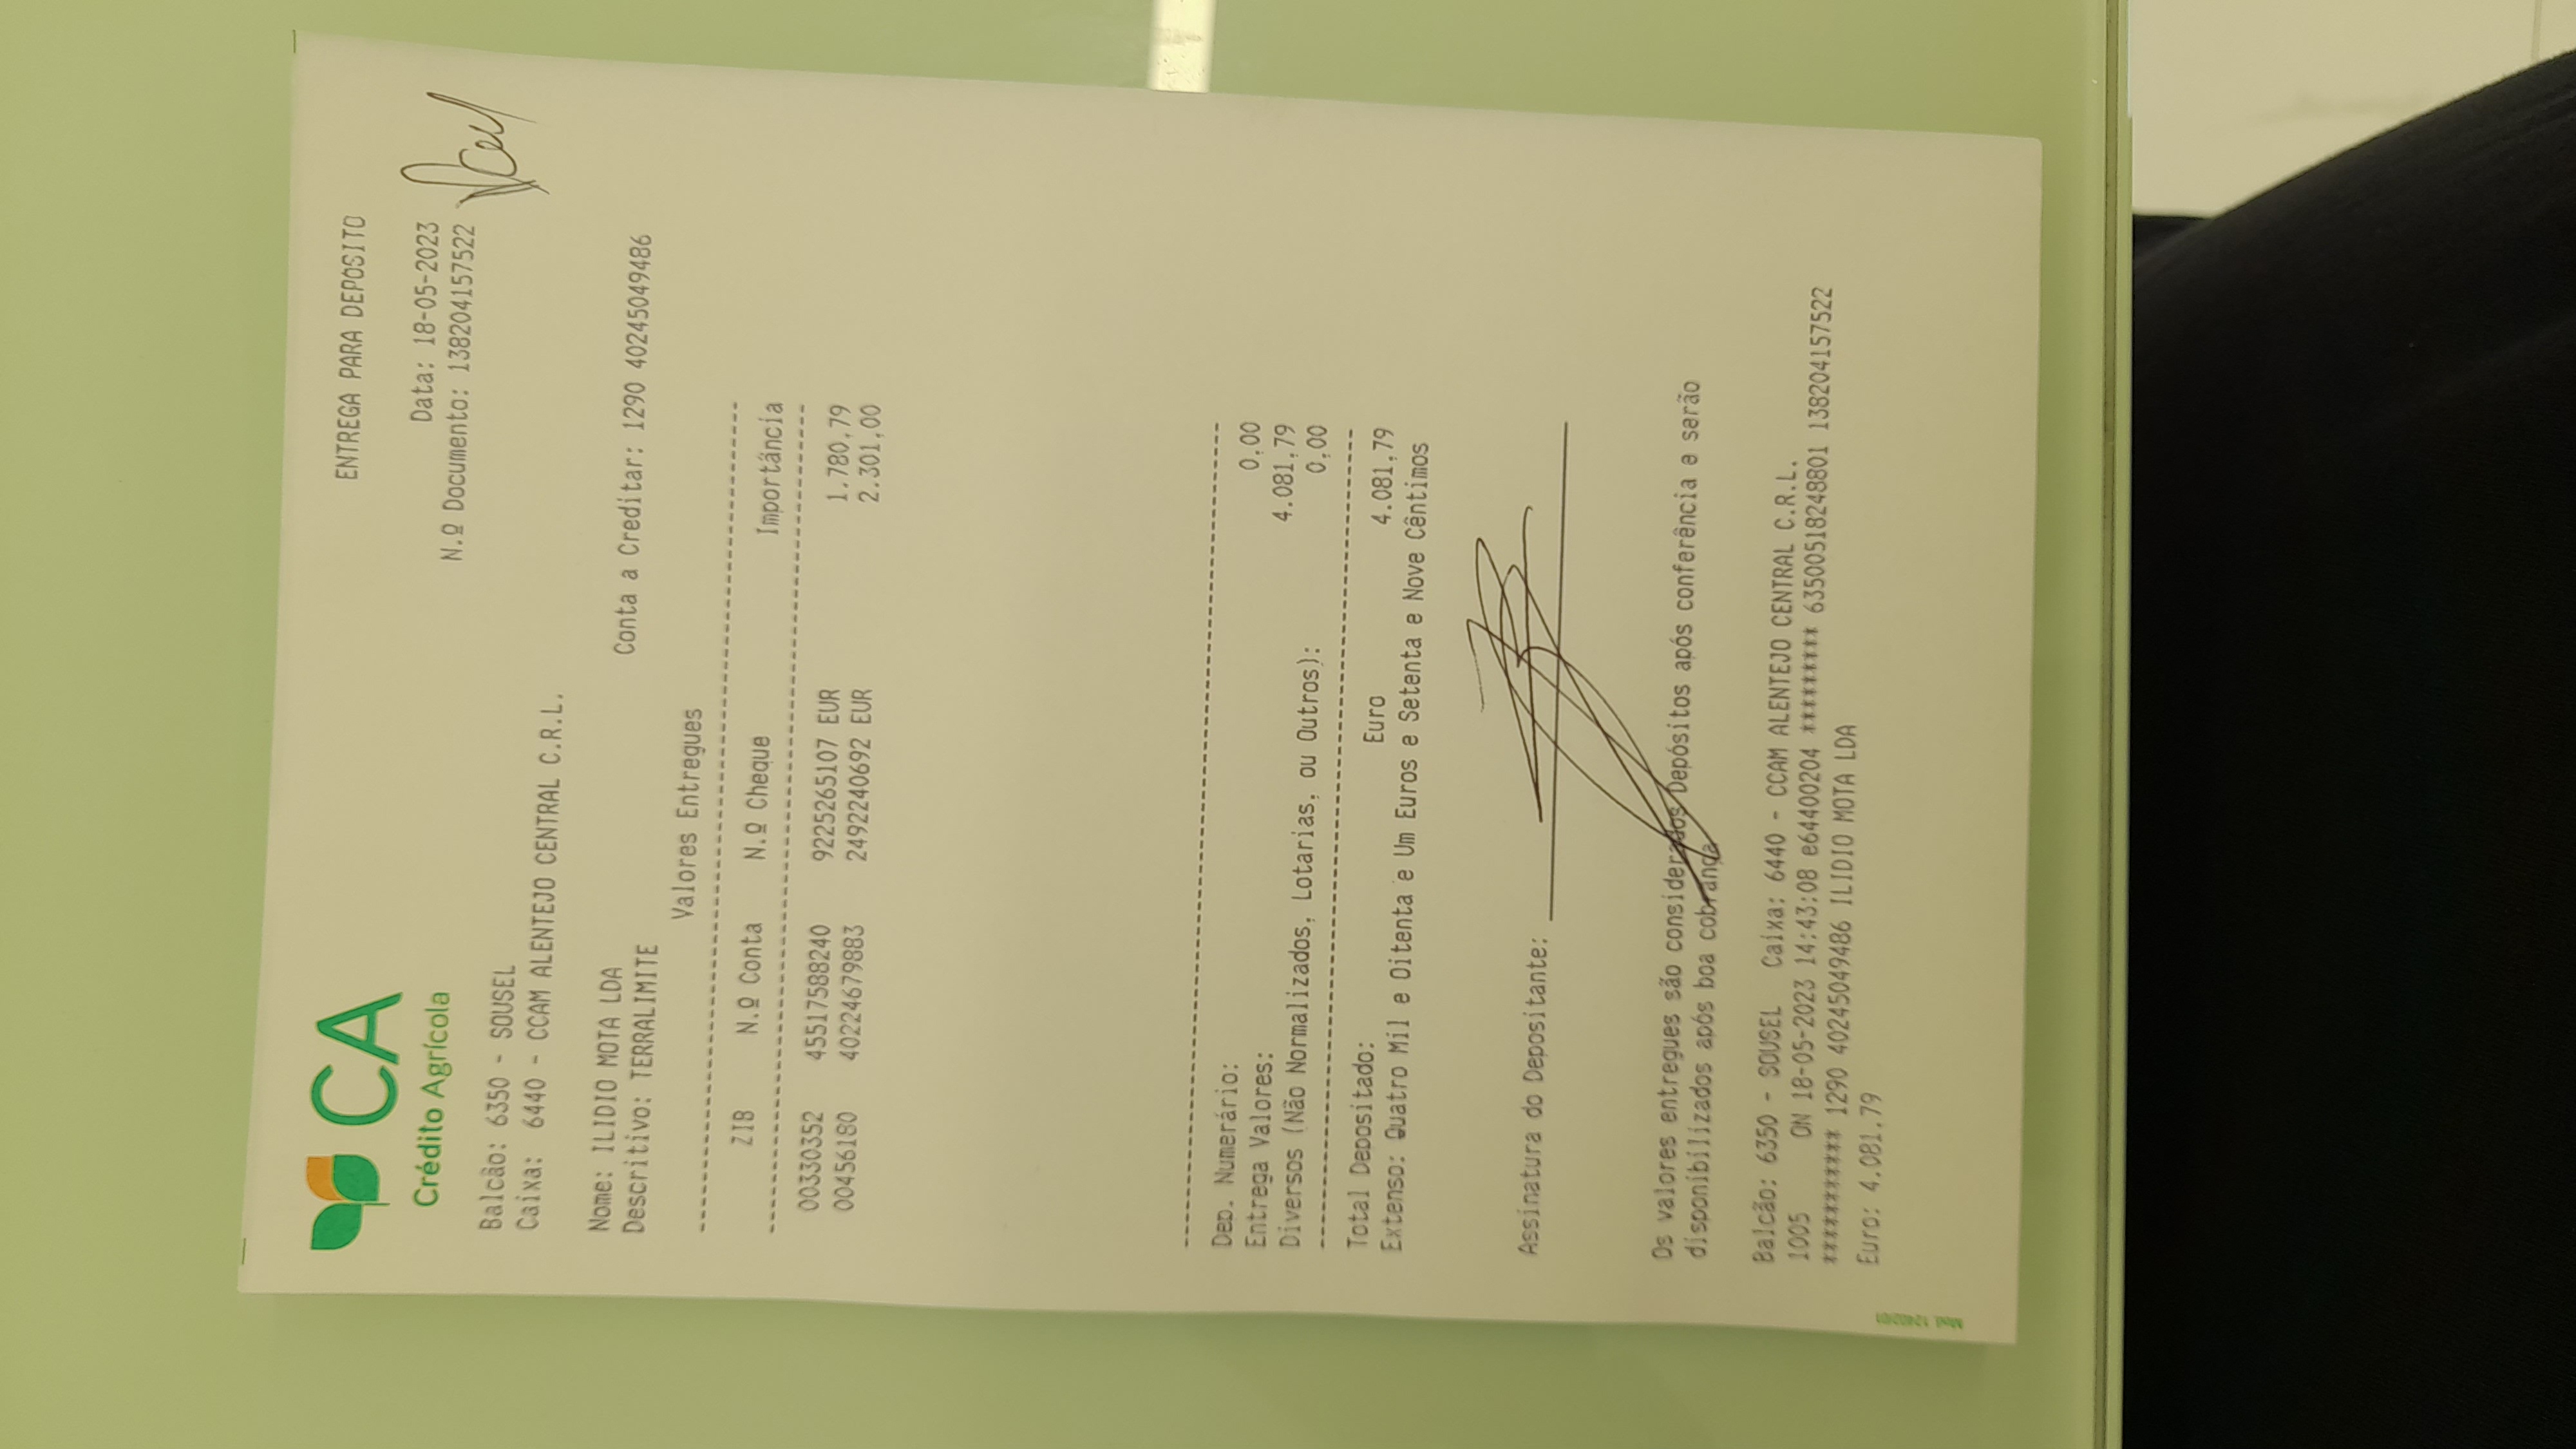 CA
Crédito Agrícola
ENTREGA PARA DEPOSITO
Data: 18-05-2023
N.º Documento: 138204157522
Balcão: 6350 - SOUSEL
Caixa: 6440 - CCAM ALENTEJO CENTRAL C.R.L.
Nome: ILIDIO MOTA LDA
Conta a Creditar: 1290 40245049486
Descritivo: TERRALIMITE
Valores Entregues
ZIB N.º Conta N.º Cheque Importância
00330352 45517588240 9225265107 EUR 1.780,79
00456180 40224679883 2492240692 EUR 2.301,00
Dep. Numerário: 0,00
Entrega Valores: 4.081,79
Diversos (Não Normalizados, Lotarias, ou Outros): 0,00
Total Depositado: Euro 4.081,79
Extenso: Quatro Mil e Oitenta e Um Euros e Setenta e Nove Cêntimos
Assinatura do Depositante:
Os valores entregues são considerados Depósitos após conferência e serão
disponibilizados após boa cobrança
Balcão: 6350 - SOUSEL Caixa: 6440 - CCAM ALENTEJO CENTRAL C.R.L.
1005 ON 18-05-2023 14:43:08 e64400204 ********* 63500518248801 138204157522
*********** 1290 40245049486 ILIDIO MOTA LDA
Euro: 4.081,79